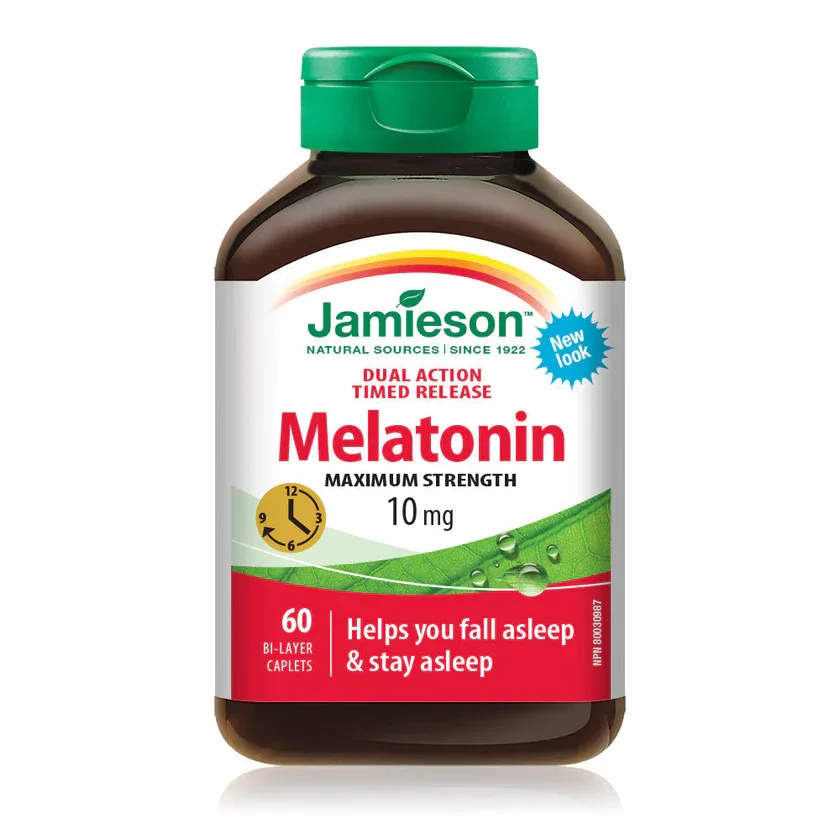 Jamieson™
NATURAL SOURCES | SINCE 1922
New
look
DUAL ACTION
TIMED RELEASE
Melatonin
MAXIMUM STRENGTH
10 mg
12
9
3
6
60
BI-LAYER
CAPLETS
Helps you fall asleep
& stay asleep
NPN 80030987